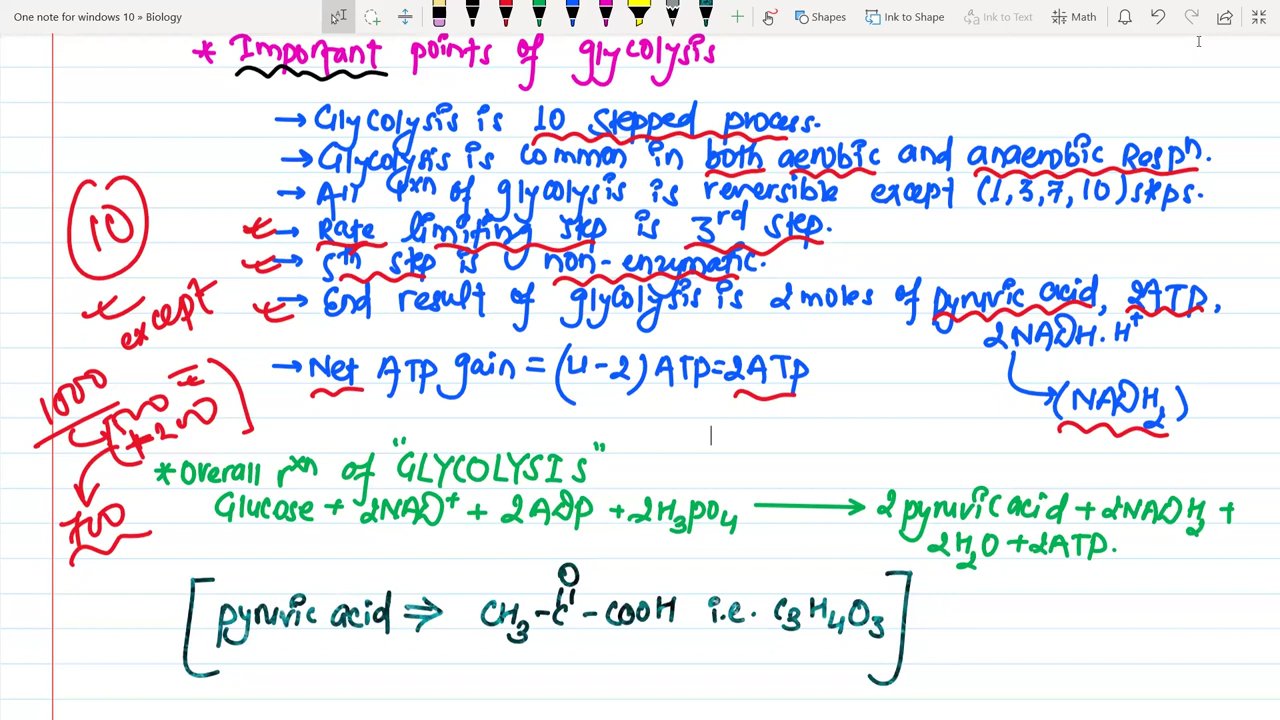 One note for windows 10 » Biology
Shapes Ink to Shape Ink to Text Math
* Important points of glycolysis
→ Glycolysis is 10 stepped process.
→ Glycolysis is common in both aerobic and anaerobic Respⁿ.
→ All rxn of glycolysis is reversible except (1,3,7,10) steps.
10
→ Rate limiting step is 3rd step.
→ 5th step is non-enzymatic.
→ End result of glycolysis is 2 moles of pyruvic acid, 2ATP,
except
2NADH.H⁺
→ Net ATP gain = (4-2) ATP = 2ATP
(NADH₂)
1000
500
+200
700
* Overall rxn of "GLYCOLYSIS"
Glucose + 2NAD⁺ + 2ADP + 2H₃PO₄ → 2 pyruvic acid + 2NADH₂ +
2H₂O + 2ATP.
O
[pyruvic acid ⇒ CH₃-C-COOH i.e. C₃H₄O₃]